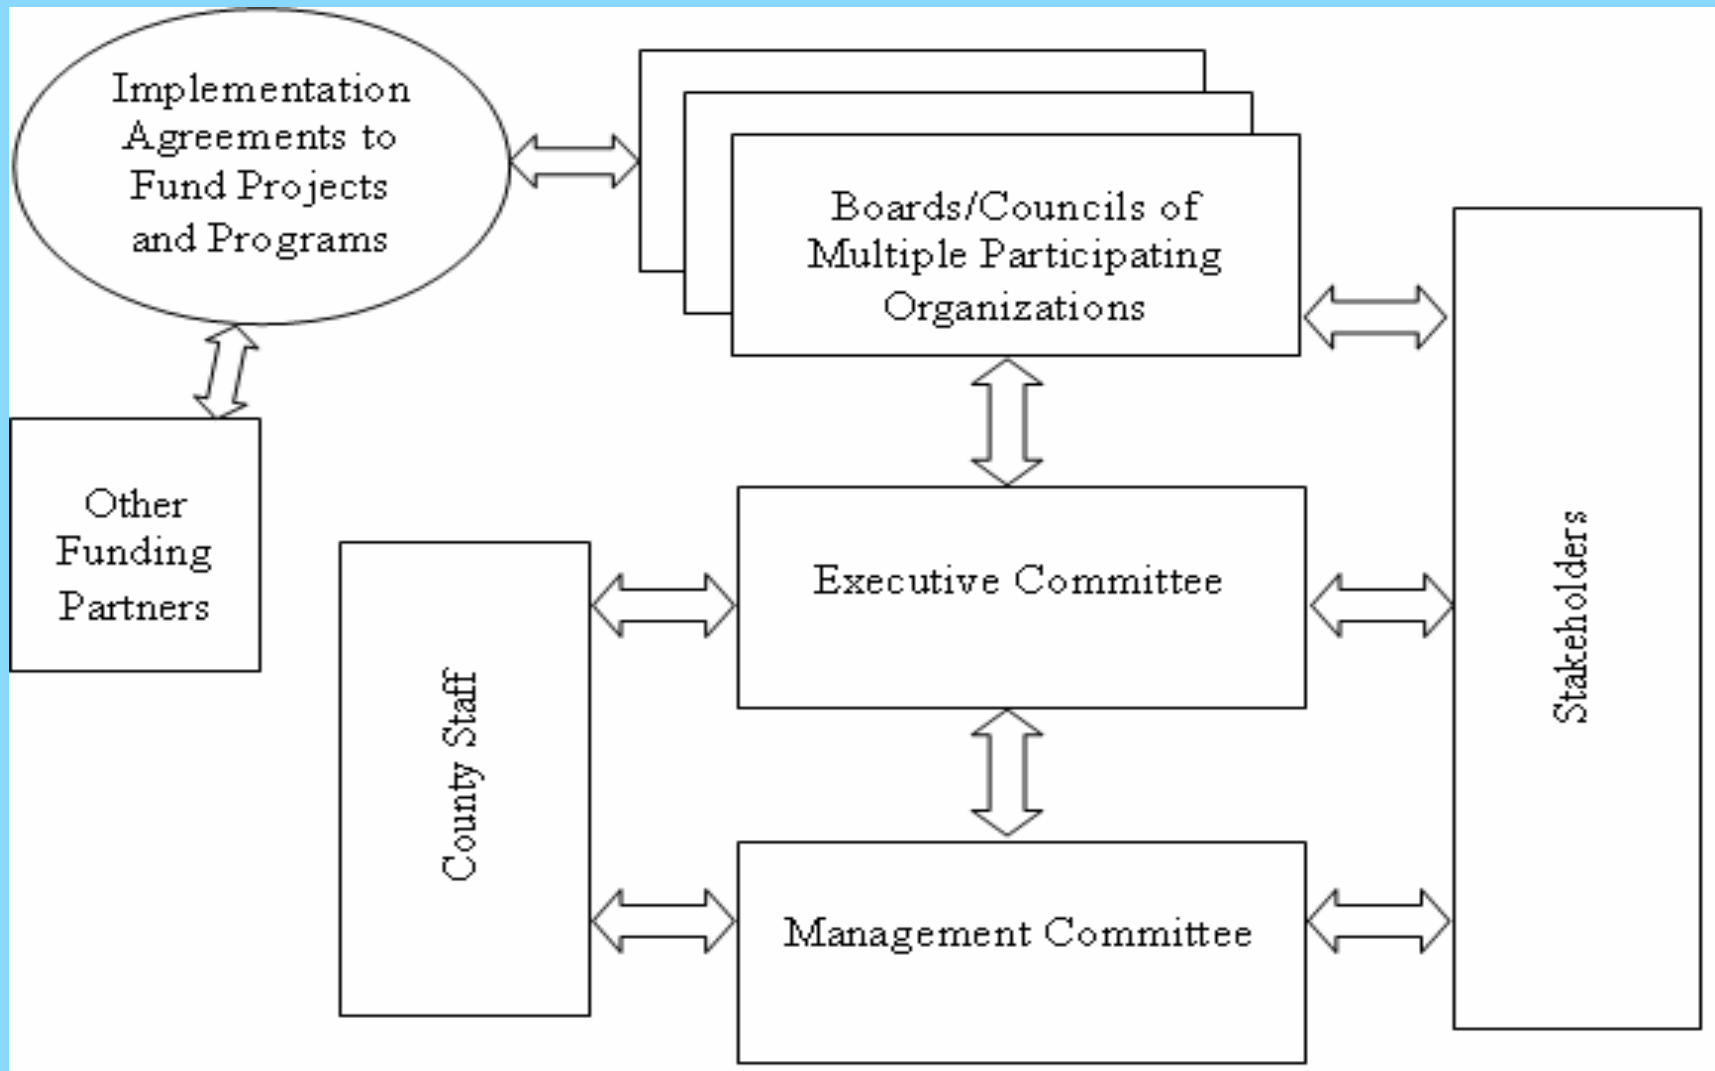 Implementation
Agreements to
Fund Projects
and Programs
Boards/Councils of
Multiple Participating
Organizations
Other
Funding
Partners
Executive Committee
Stakeholders
County Staff
Management Committee